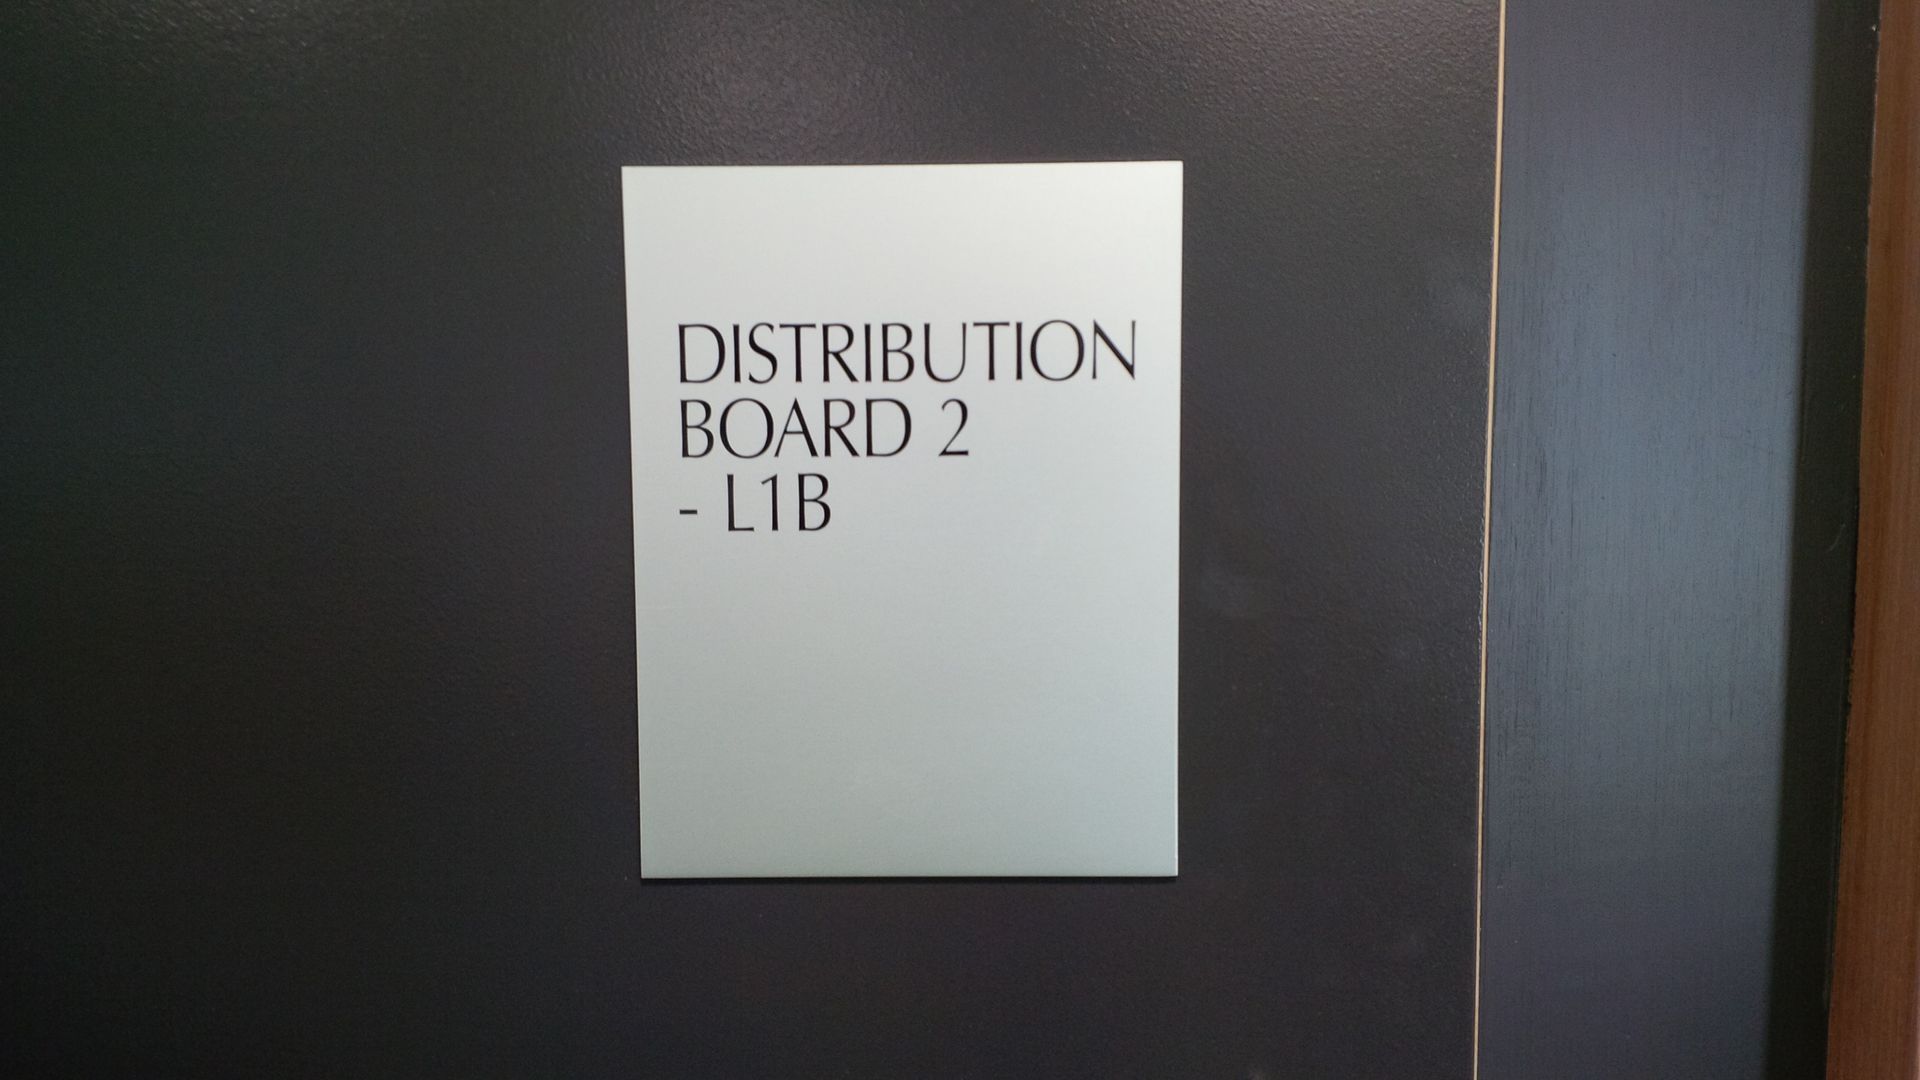 DISTRIBUTION
BOARD 2
- L1B